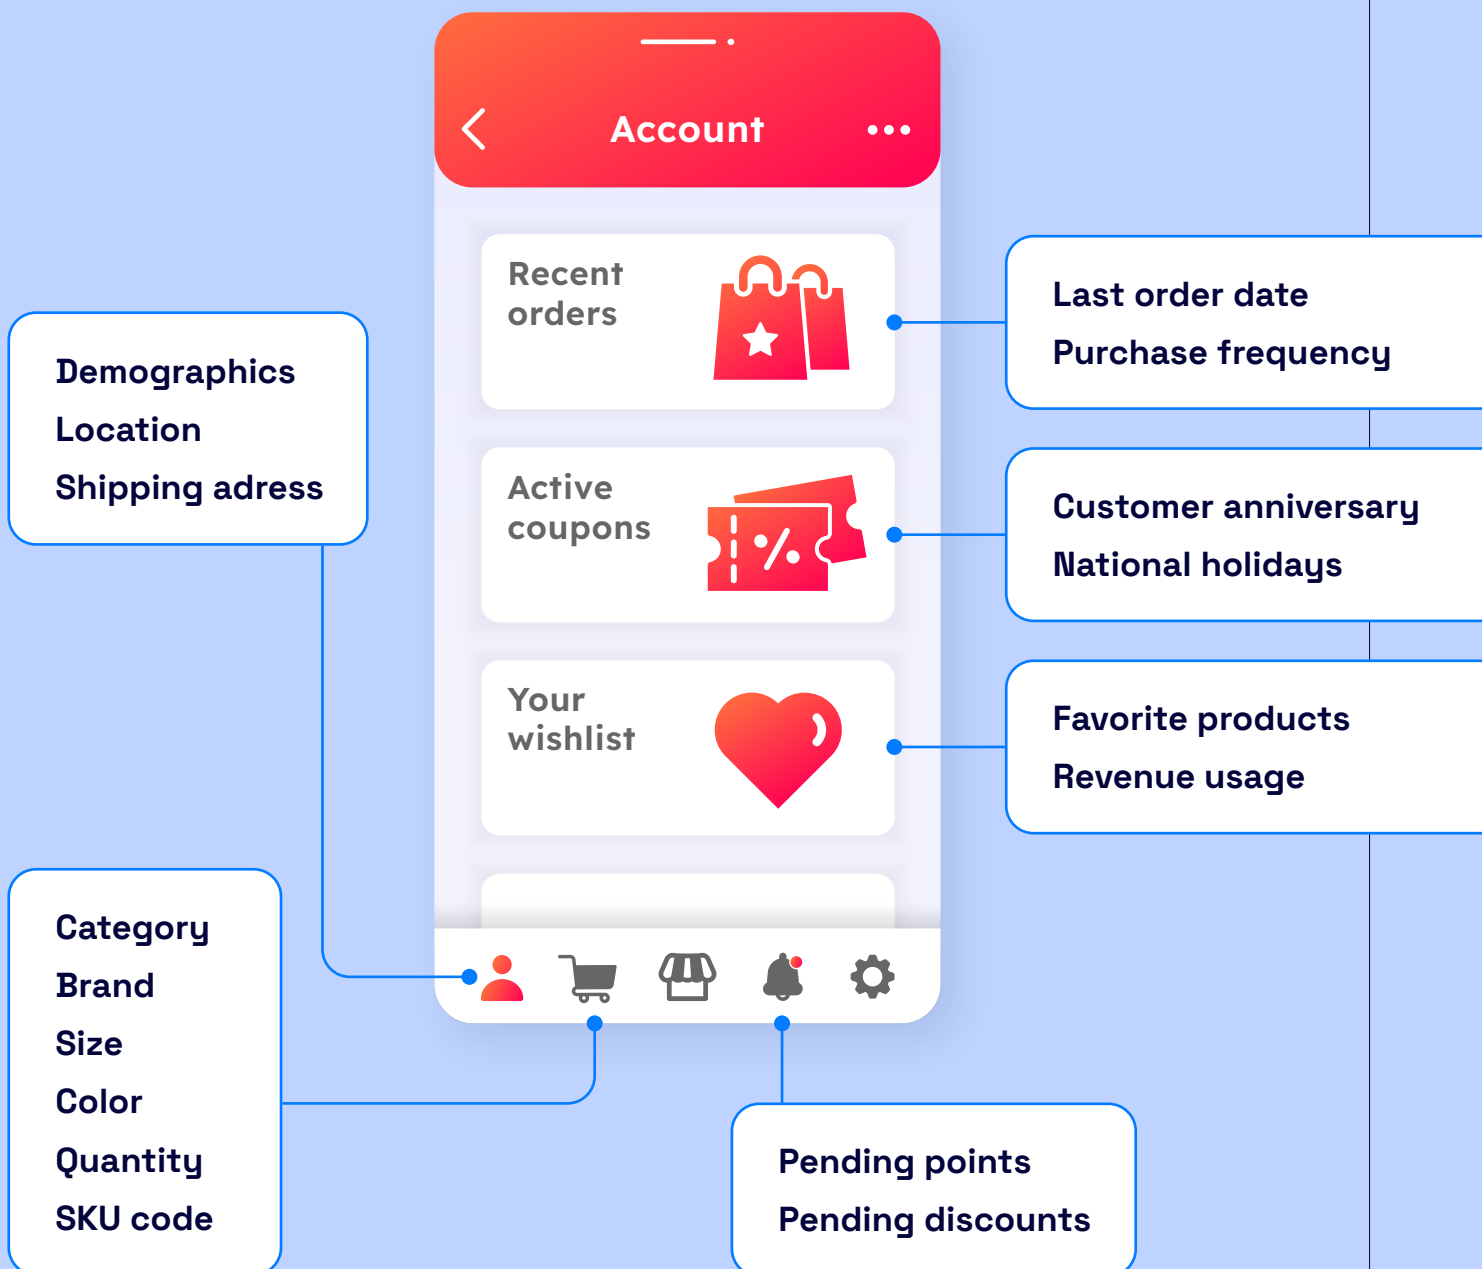 Account
Recent
orders
Last order date
Purchase frequency
Demographics
Location
Shipping adress
Active
coupons
Customer anniversary
National holidays
Your
wishlist
Favorite products
Revenue usage
Category
Brand
Size
Color
Quantity
SKU code
Pending points
Pending discounts